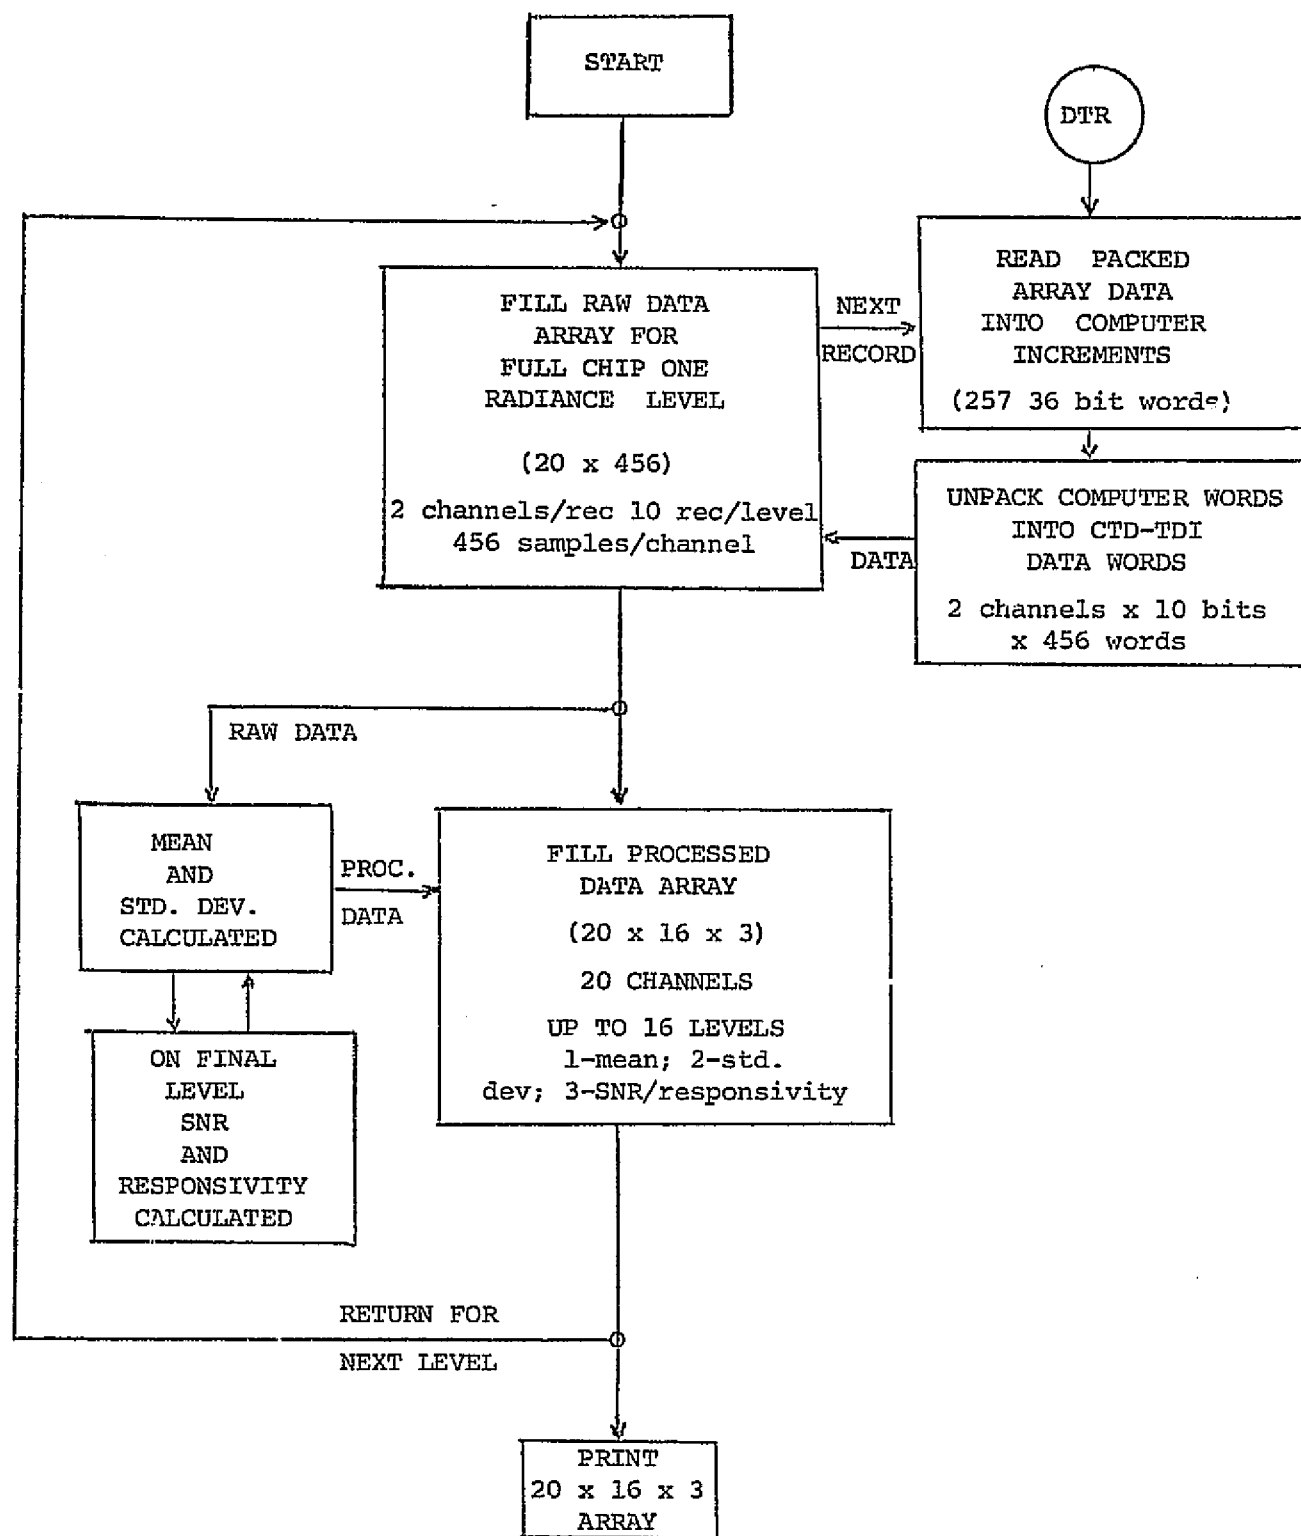 START
DTR
FILL RAW DATA
ARRAY FOR
FULL CHIP ONE
RADIANCE LEVEL
(20 x 456)
2 channels/rec 10 rec/level
456 samples/channel
NEXT
RECORD
READ PACKED
ARRAY DATA
INTO COMPUTER
INCREMENTS
(257 36 bit words)
UNPACK COMPUTER WORDS
INTO CTD-TDI
DATA WORDS
2 channels x 10 bits
x 456 words
DATA
RAW DATA
MEAN
AND
STD. DEV.
CALCULATED
PROC.
DATA
FILL PROCESSED
DATA ARRAY
(20 x 16 x 3)
20 CHANNELS
UP TO 16 LEVELS
1-mean; 2-std.
dev; 3-SNR/responsivity
ON FINAL
LEVEL
SNR
AND
RESPONSIVITY
CALCULATED
RETURN FOR
NEXT LEVEL
PRINT
20 x 16 x 3
ARRAY